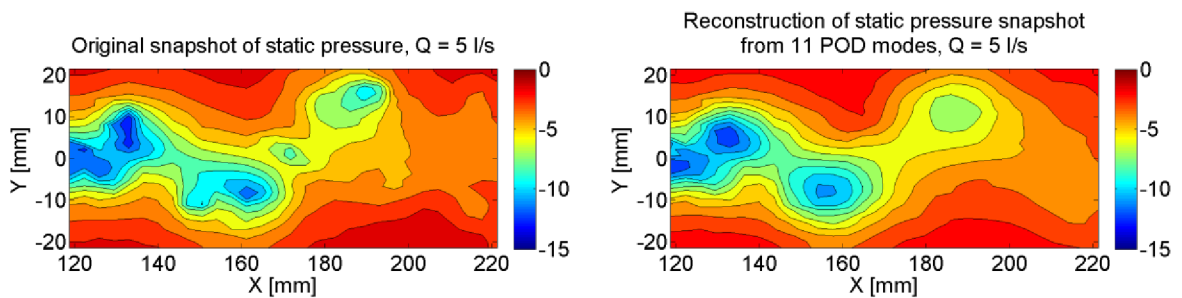 Original snapshot of static pressure, Q = 5 l/s
20
10
0
-10
-20
Y [mm]
120 140 160 180 200 220
X [mm]
0
-5
-10
-15
Reconstruction of static pressure snapshot
from 11 POD modes, Q = 5 l/s
20
10
0
-10
-20
Y [mm]
120 140 160 180 200 220
X [mm]
0
-5
-10
-15